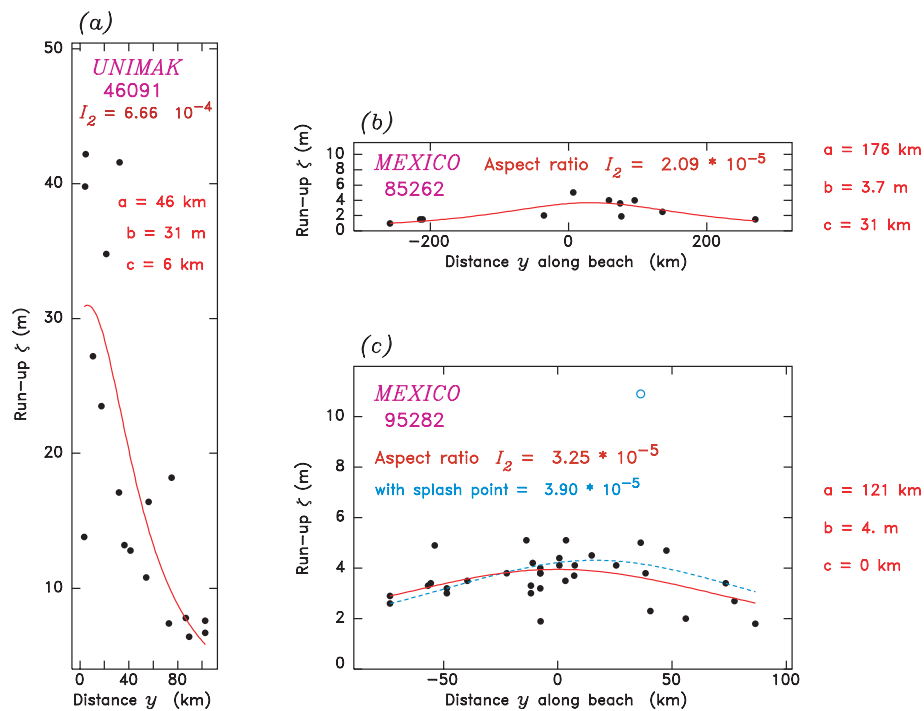 (a)
UNIMAK
46091
I2 = 6.66 10−4
a = 46 km
b = 31 m
c = 6 km
50
40
30
20
10
Run−up ζ (m)
0 20 40 60 80 100
Distance y (km)
(b)
MEXICO
85262
Aspect ratio I2 = 2.09 * 10−5
a = 176 km
b = 3.7 m
c = 31 km
10
8
6
4
2
0
Run−up ζ (m)
−200 0 200
Distance y along beach (km)
(c)
MEXICO
95282
Aspect ratio I2 = 3.25 * 10−5
with splash point = 3.90 * 10−5
a = 121 km
b = 4. m
c = 0 km
10
8
6
4
2
0
Run−up ζ (m)
−50 0 50 100
Distance y along beach (km)